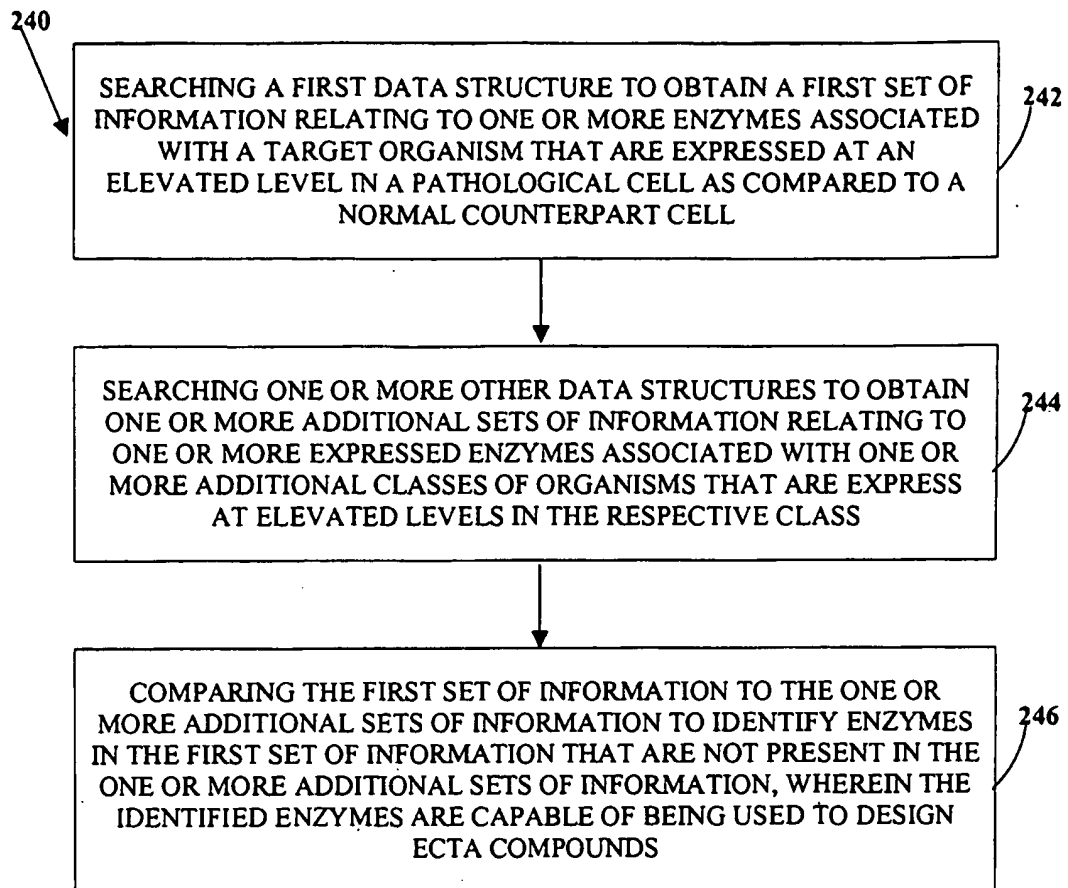 240
SEARCHING A FIRST DATA STRUCTURE TO OBTAIN A FIRST SET OF
INFORMATION RELATING TO ONE OR MORE ENZYMES ASSOCIATED
WITH A TARGET ORGANISM THAT ARE EXPRESSED AT AN
ELEVATED LEVEL IN A PATHOLOGICAL CELL AS COMPARED TO A
NORMAL COUNTERPART CELL
242
SEARCHING ONE OR MORE OTHER DATA STRUCTURES TO OBTAIN
ONE OR MORE ADDITIONAL SETS OF INFORMATION RELATING TO
ONE OR MORE EXPRESSED ENZYMES ASSOCIATED WITH ONE OR
MORE ADDITIONAL CLASSES OF ORGANISMS THAT ARE EXPRESS
AT ELEVATED LEVELS IN THE RESPECTIVE CLASS
244
COMPARING THE FIRST SET OF INFORMATION TO THE ONE OR
MORE ADDITIONAL SETS OF INFORMATION TO IDENTIFY ENZYMES
IN THE FIRST SET OF INFORMATION THAT ARE NOT PRESENT IN THE
ONE OR MORE ADDITIONAL SETS OF INFORMATION, WHEREIN THE
IDENTIFIED ENZYMES ARE CAPABLE OF BEING USED TO DESIGN
ECTA COMPOUNDS
246